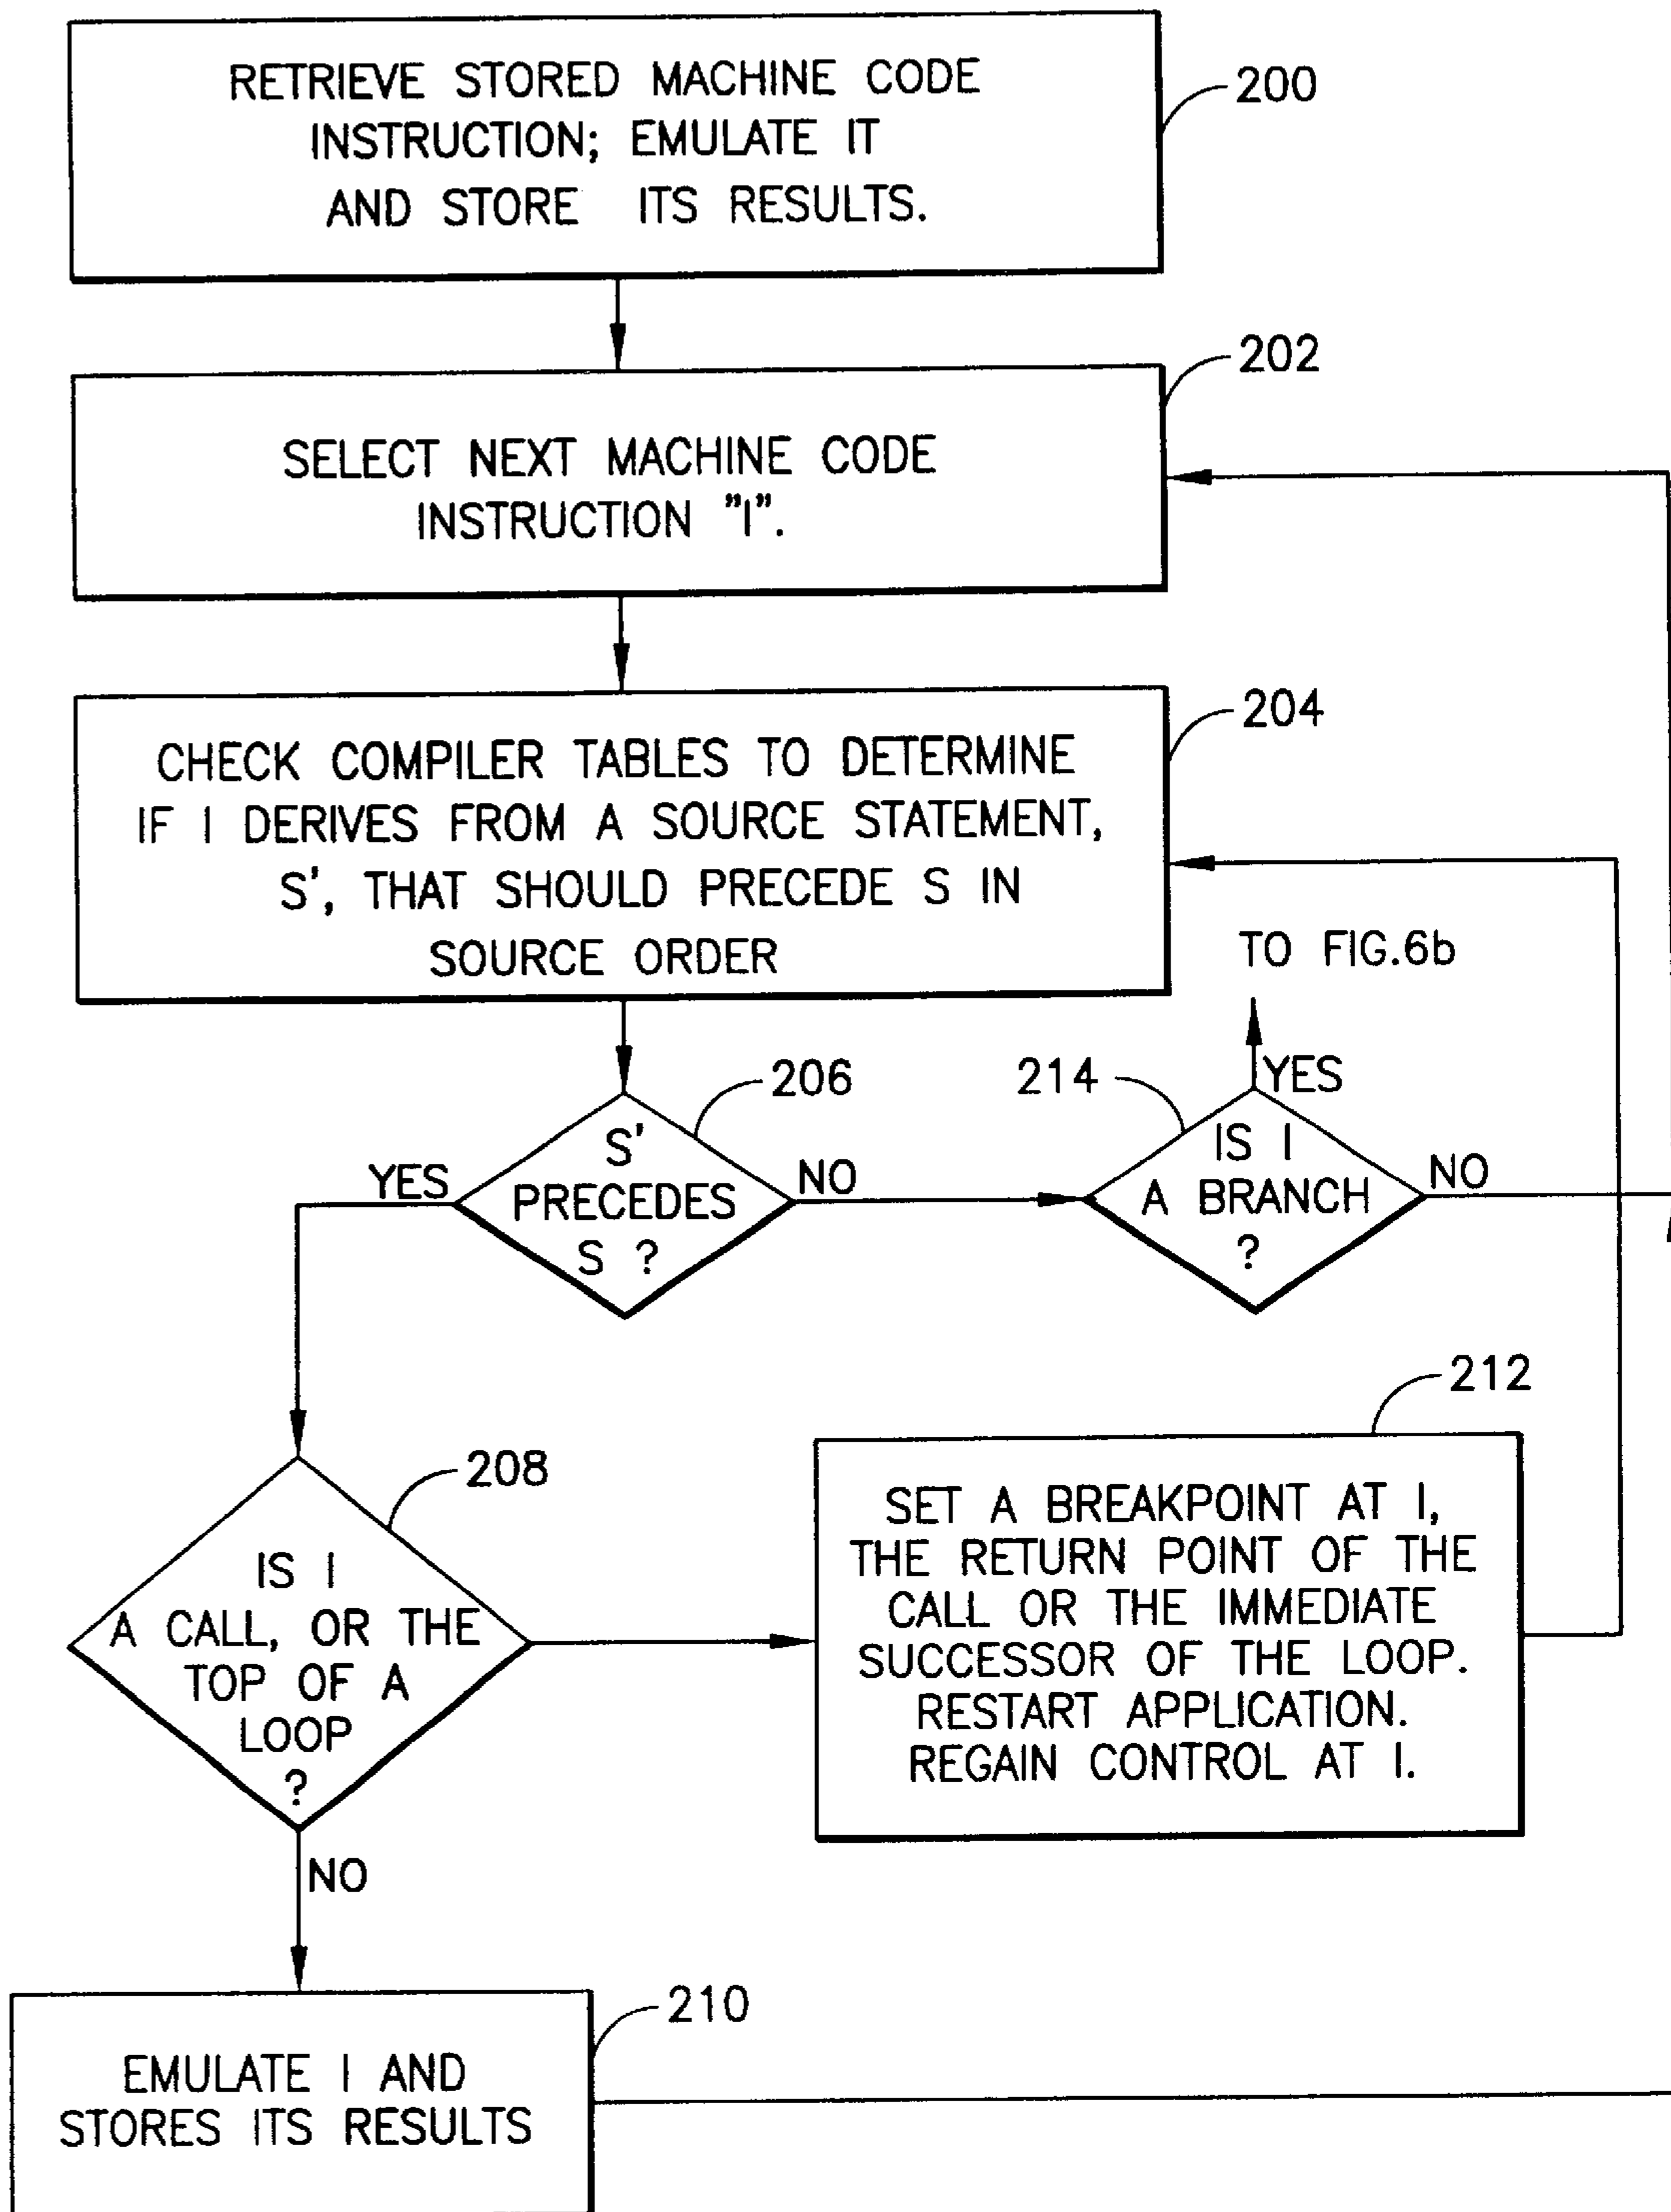 RETRIEVE STORED MACHINE CODE
INSTRUCTION; EMULATE IT
AND STORE ITS RESULTS.
200
202
SELECT NEXT MACHINE CODE
INSTRUCTION "I".
204
CHECK COMPILER TABLES TO DETERMINE
IF I DERIVES FROM A SOURCE STATEMENT,
S', THAT SHOULD PRECEDE S IN
SOURCE ORDER
TO FIG.6b
206
S'
PRECEDES
S ?
YES
NO
214
YES
IS I
A BRANCH
?
NO
208
IS I
A CALL, OR THE
TOP OF A
LOOP
?
NO
212
SET A BREAKPOINT AT I,
THE RETURN POINT OF THE
CALL OR THE IMMEDIATE
SUCCESSOR OF THE LOOP.
RESTART APPLICATION.
REGAIN CONTROL AT I.
210
EMULATE I AND
STORES ITS RESULTS